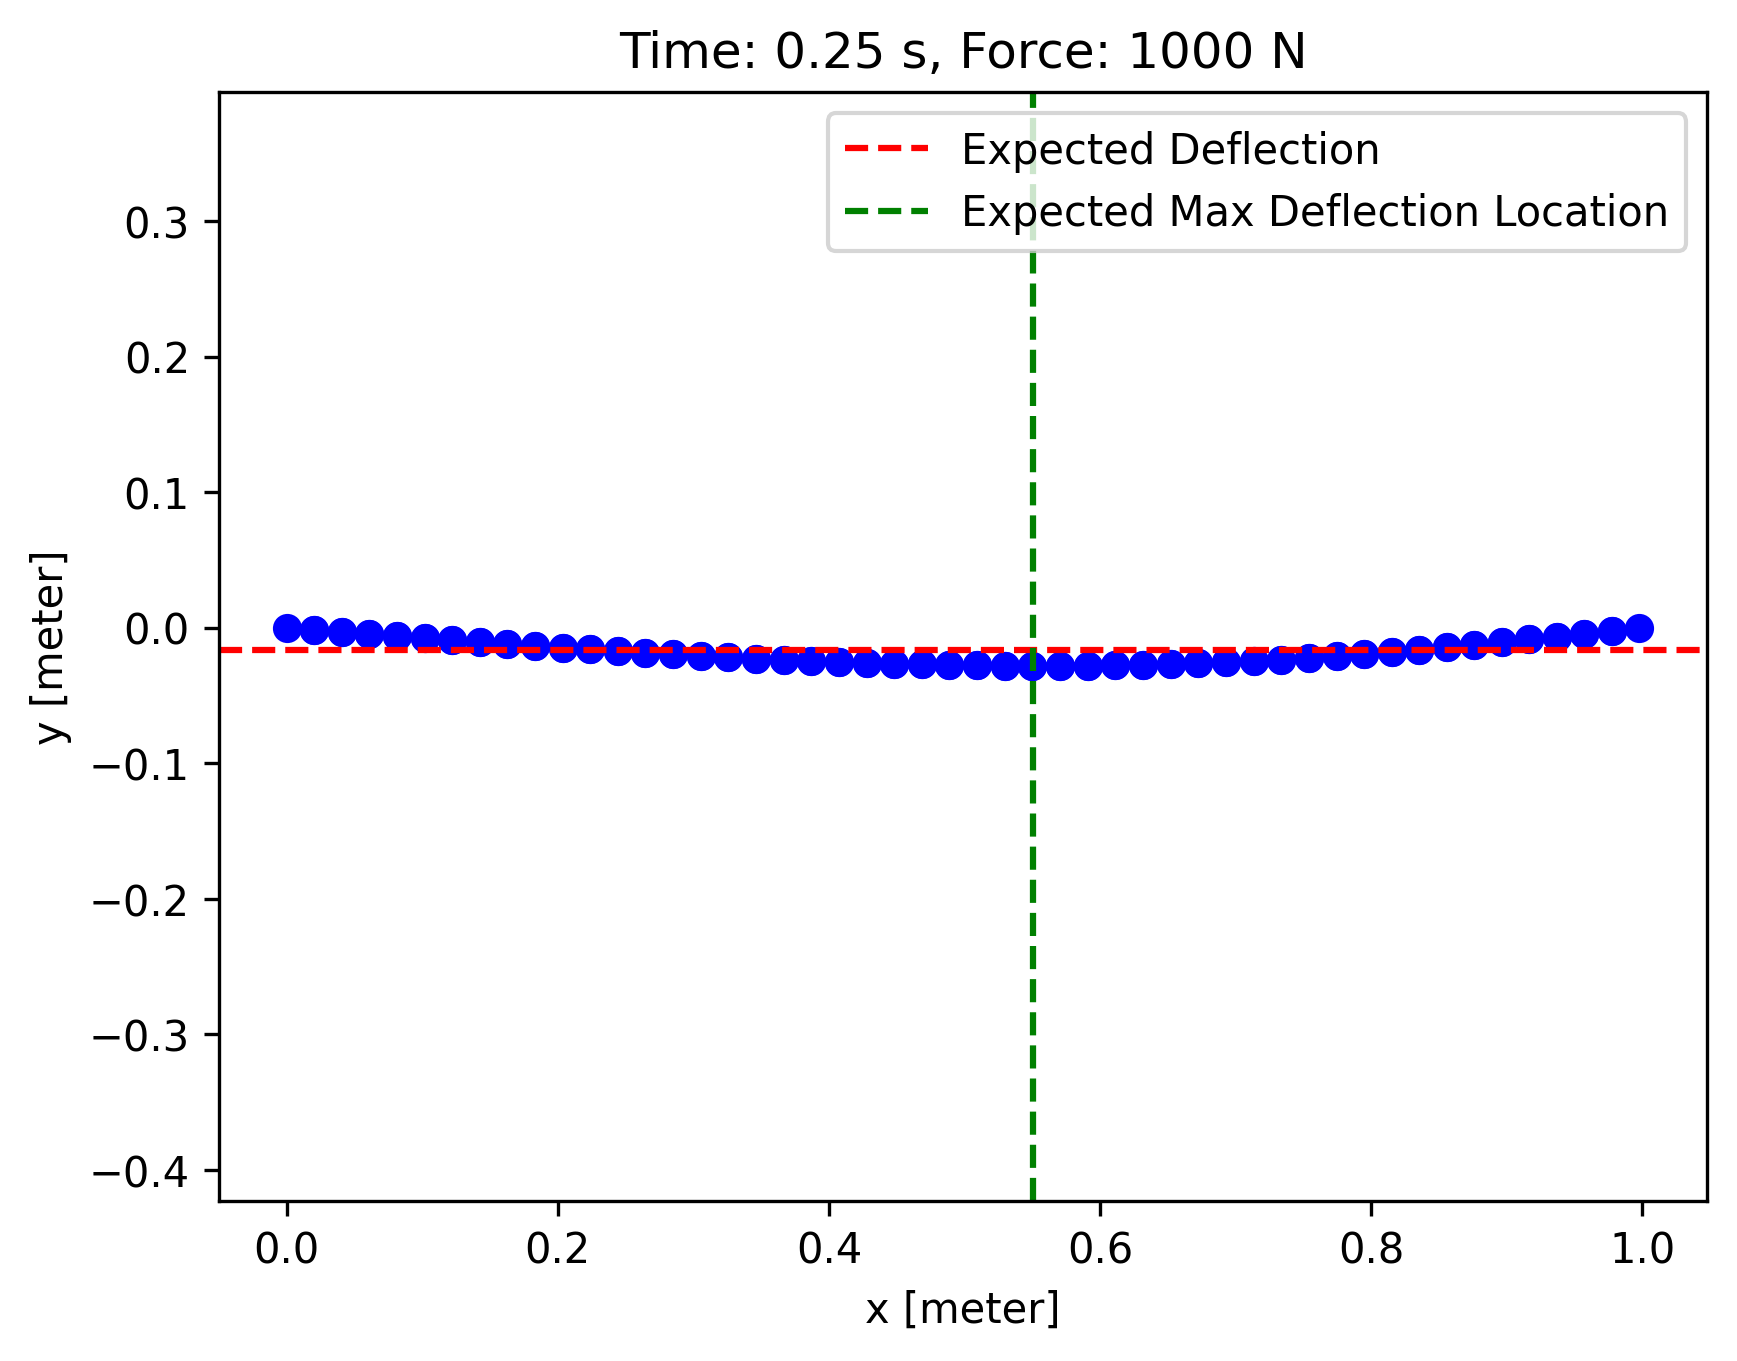 Time: 0.25 s, Force: 1000 N
Expected Deflection
Expected Max Deflection Location
0.3
0.2
0.1
0.0
−0.1
−0.2
−0.3
−0.4
y [meter]
0.0 0.2 0.4 0.6 0.8 1.0
x [meter]